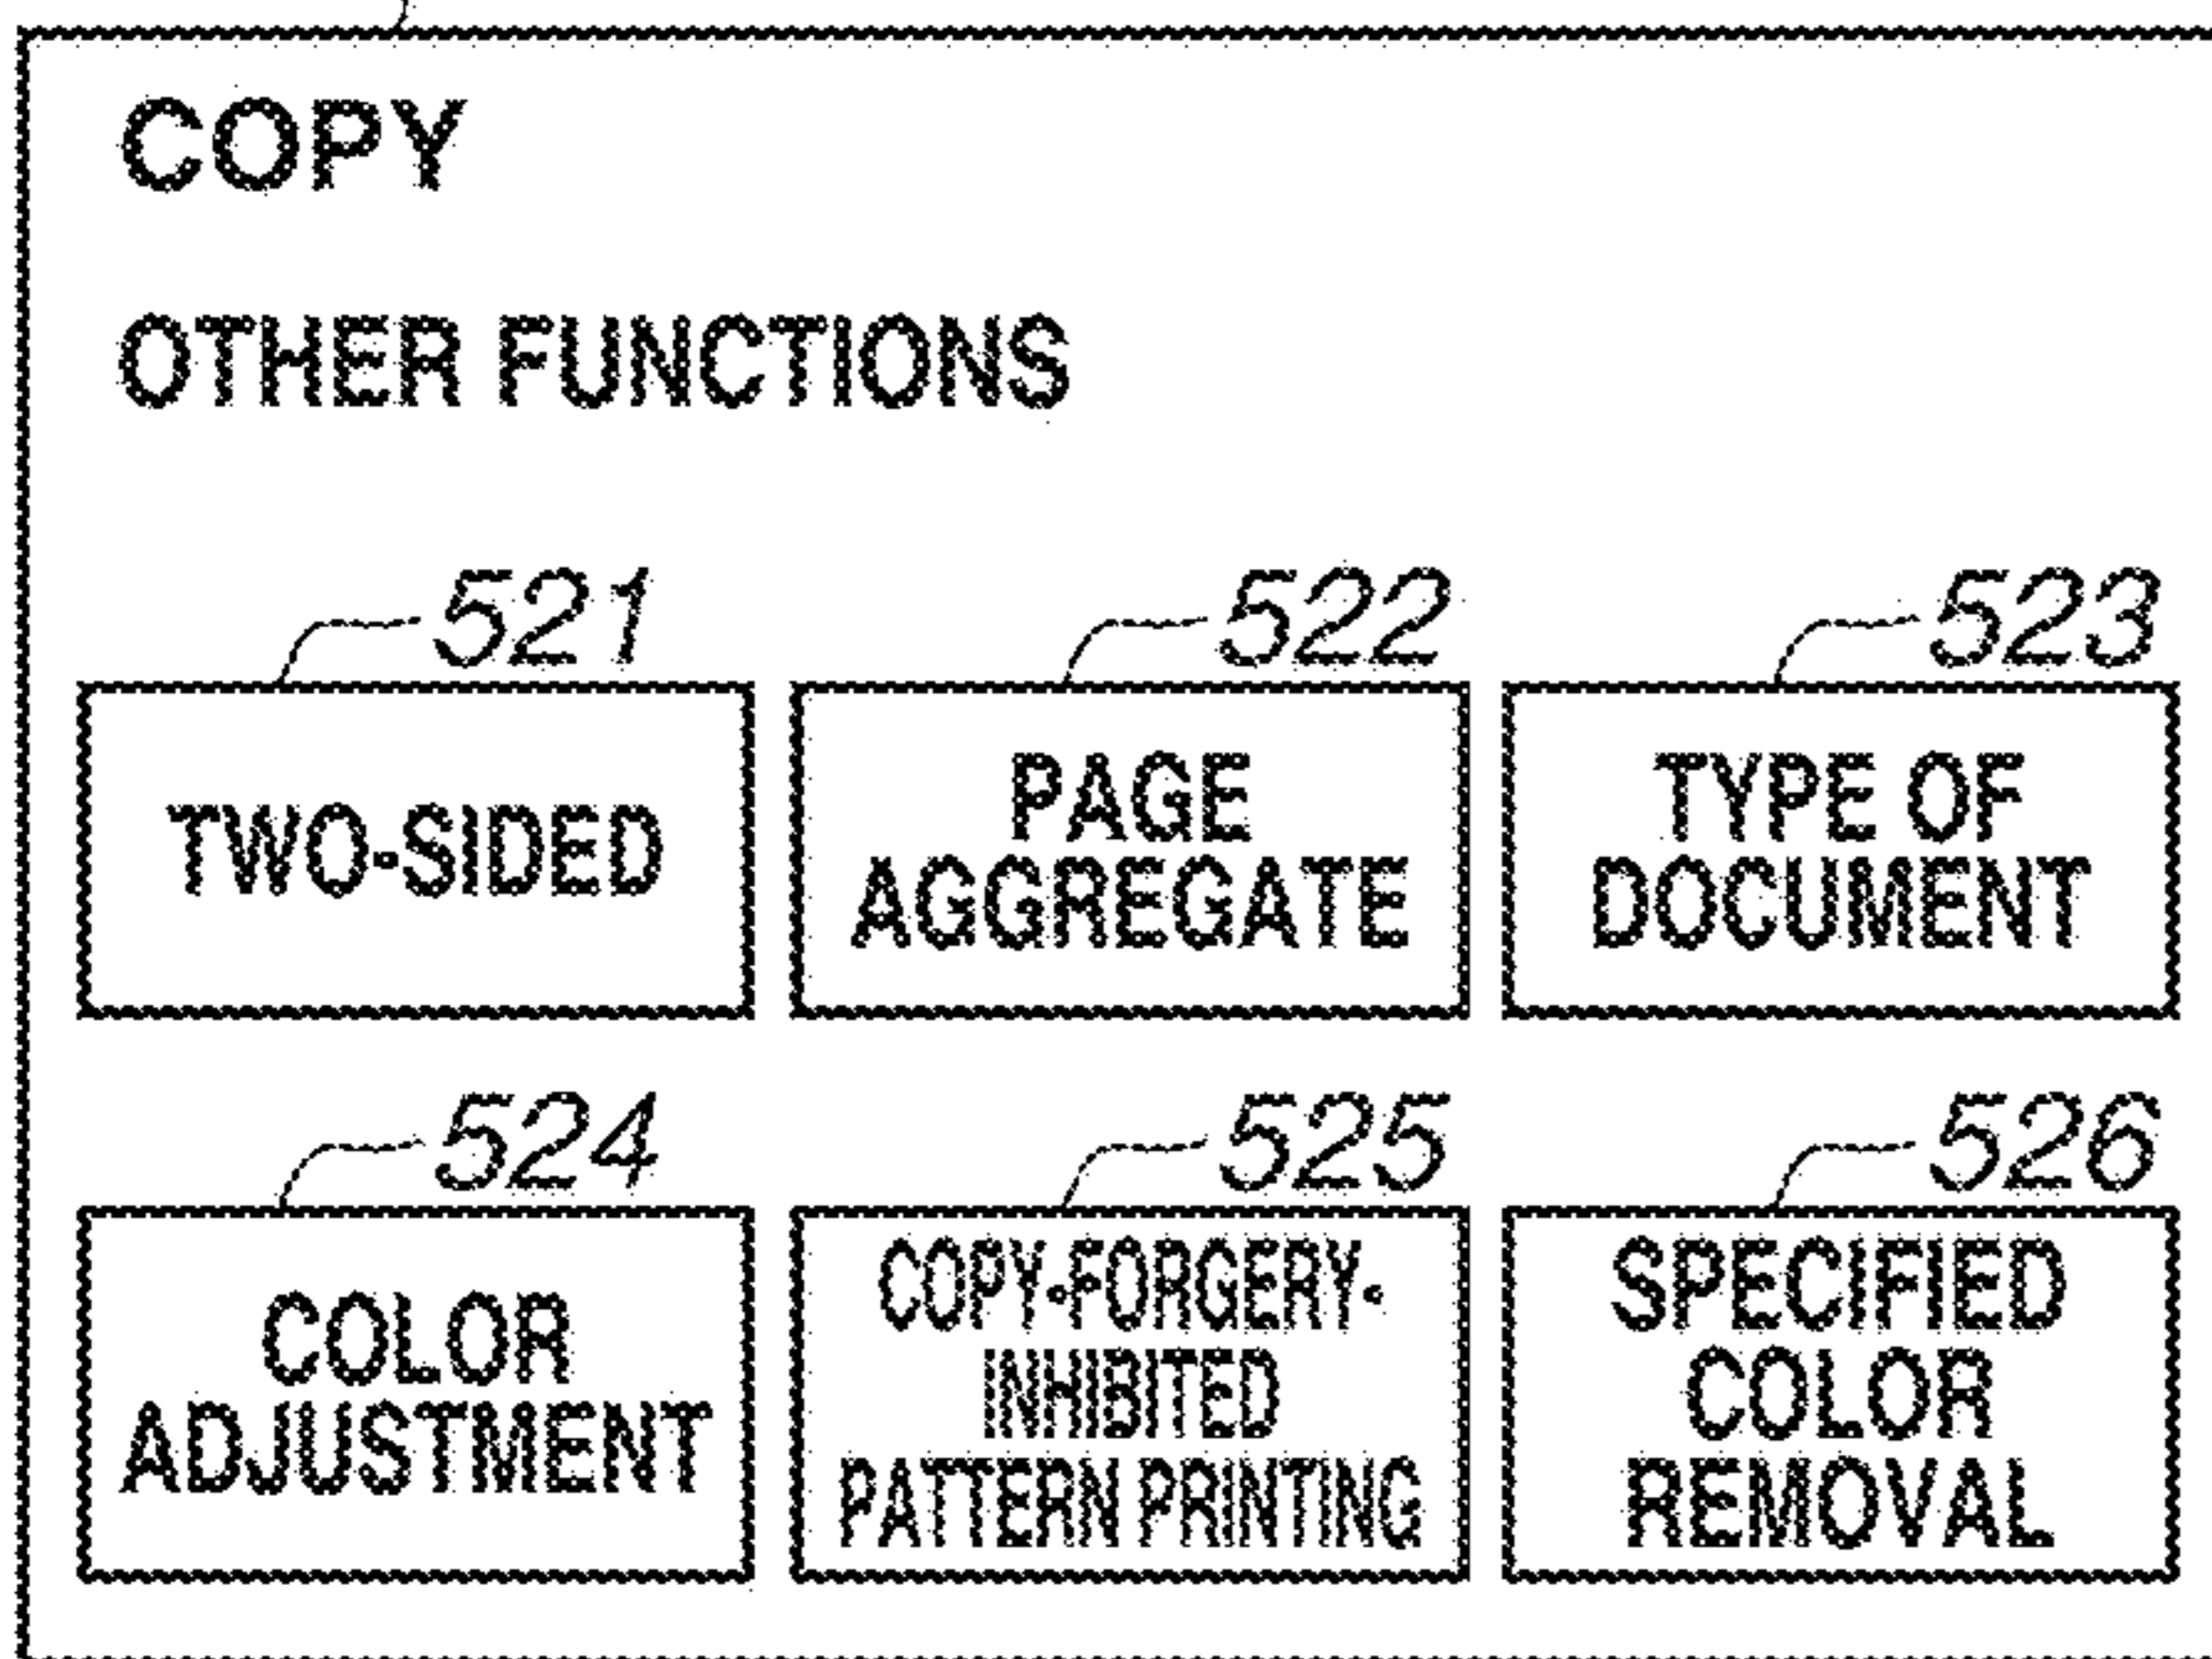 COPY
OTHER FUNCTIONS
521
522
523
TWO-SIDED
PAGE
AGGREGATE
TYPE OF
DOCUMENT
524
525
526
COLOR
ADJUSTMENT
COPY-FORGERY-
INHIBITED
PATTERN PRINTING
SPECIFIED
COLOR
REMOVAL